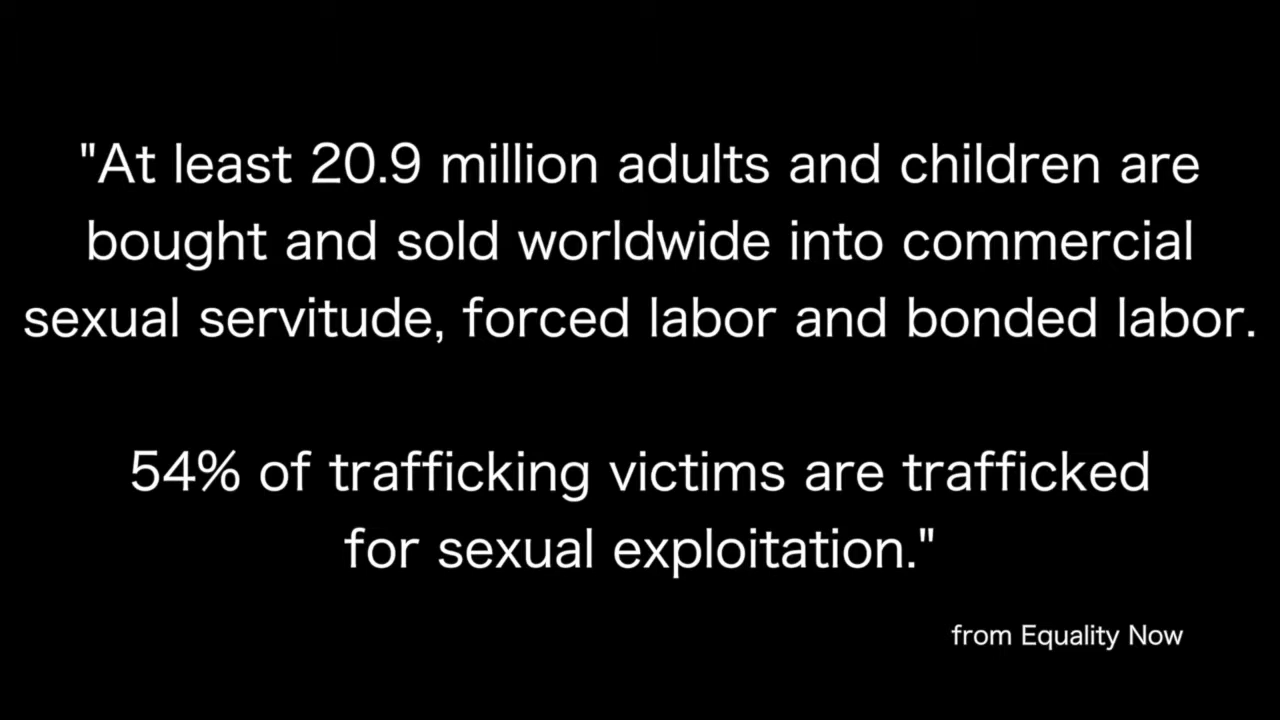 "At least 20.9 million adults and children are
bought and sold worldwide into commercial
sexual servitude, forced labor and bonded labor.
54% of trafficking victims are trafficked
for sexual exploitation."
from Equality Now